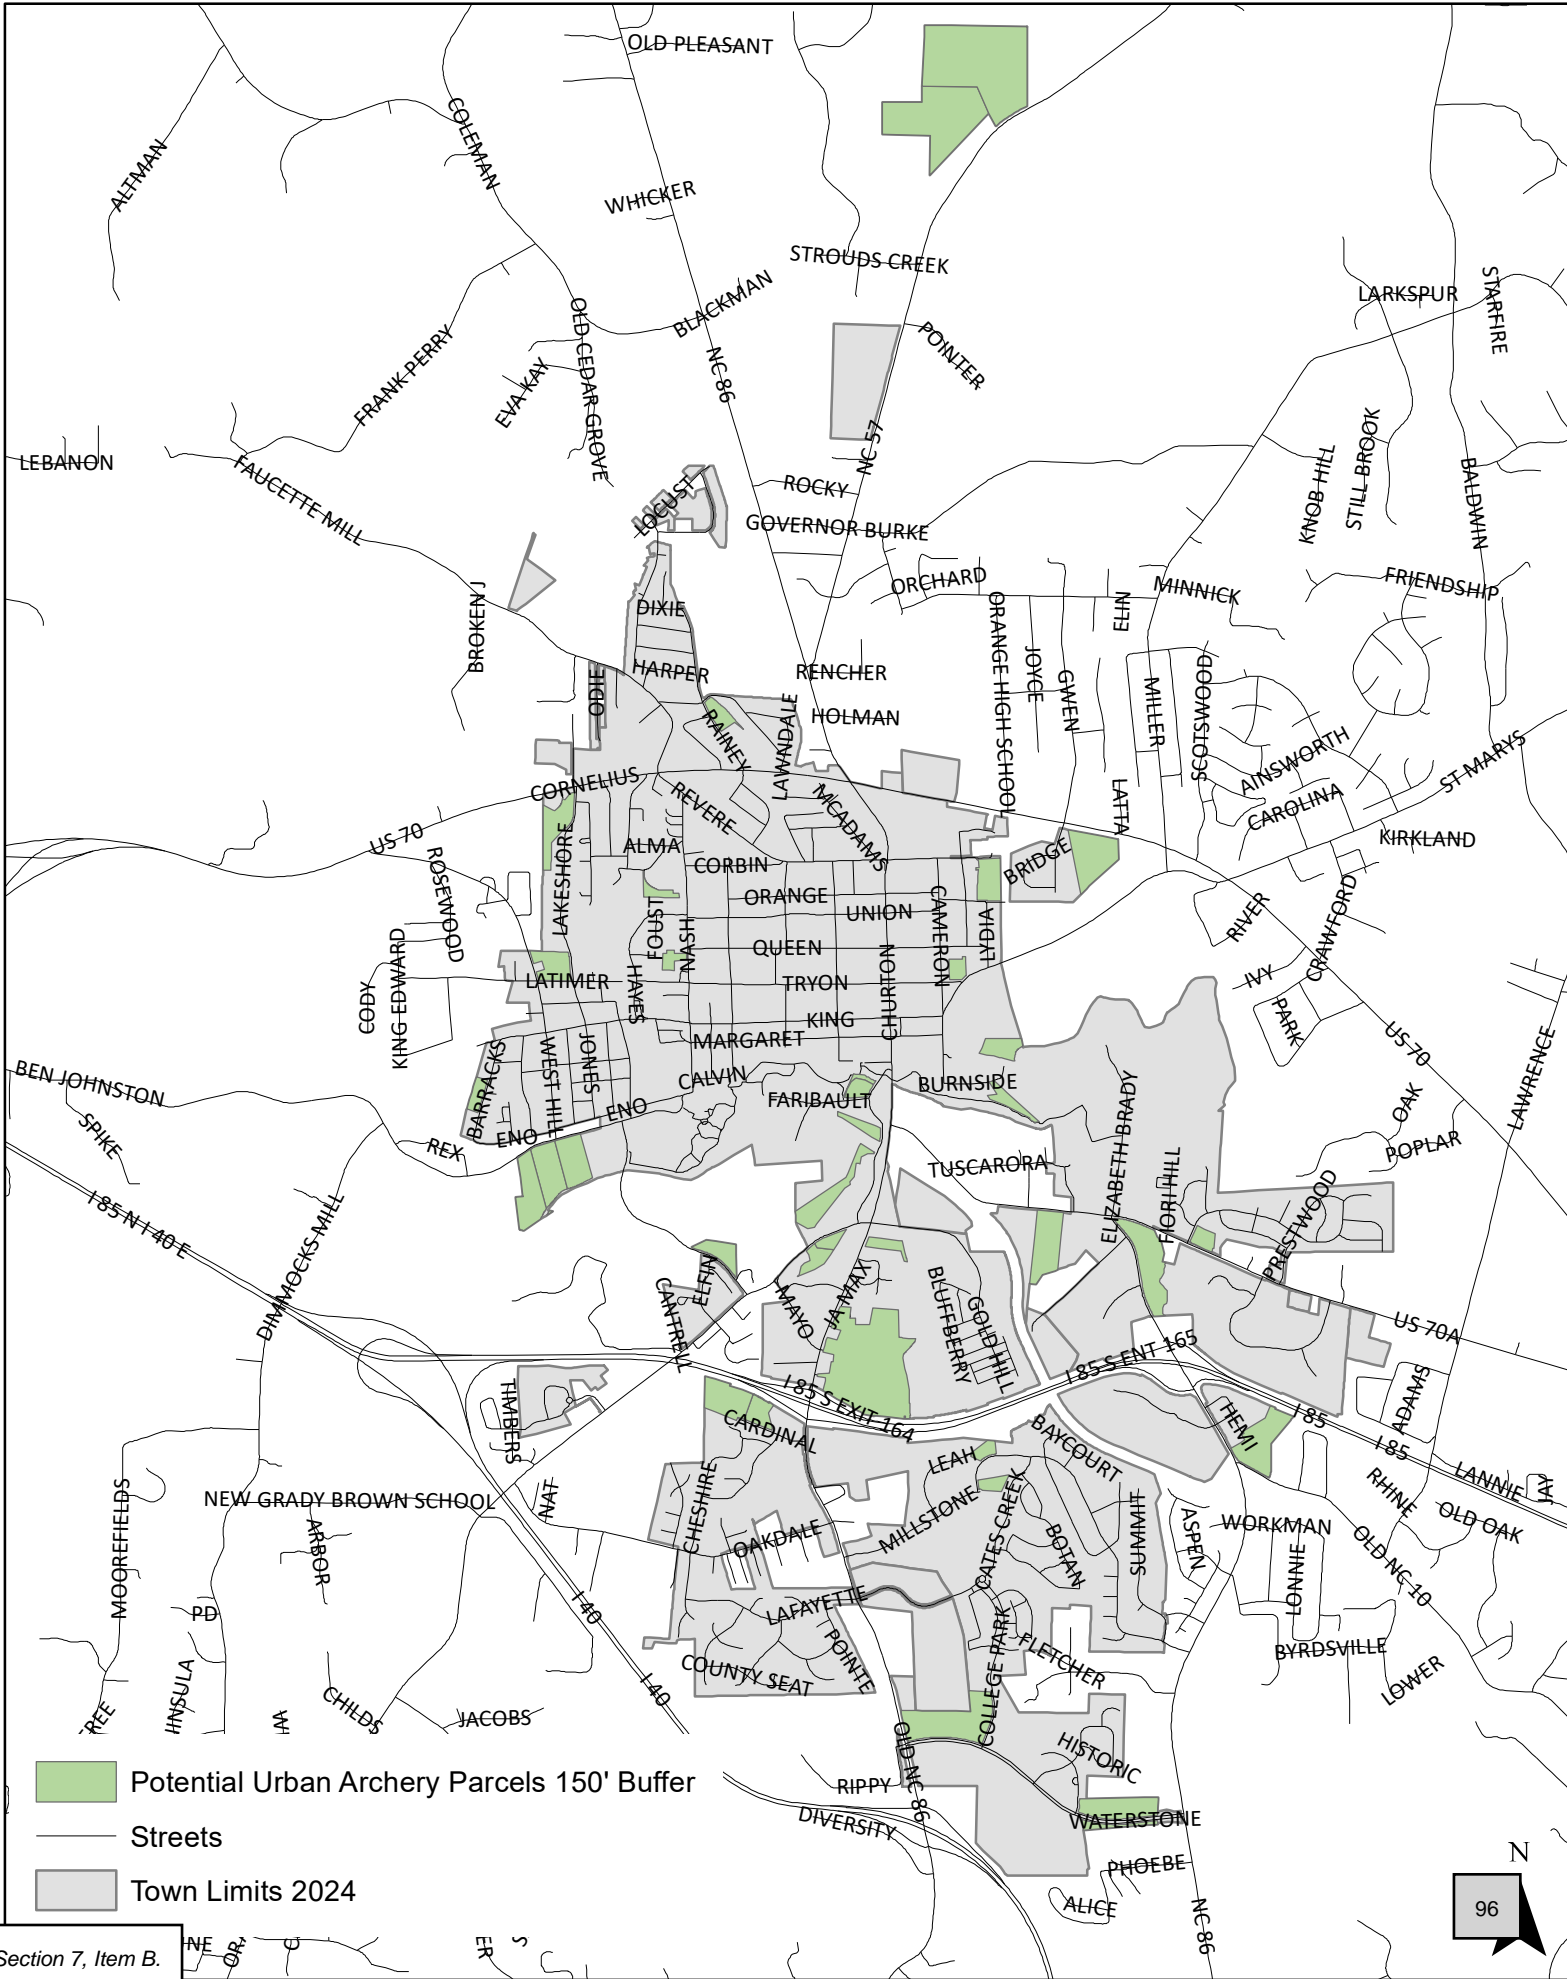 OLD PLEASANT
COLEMAN
ALTMAN
WHICKER
STROUDS CREEK
BLACKMAN
LARKSPUR
STARFIRE
OLD CEDAR GROVE
POINTER
FRANK PERRY
EVA KAY
NC 86
NC 57
LEBANON
FAUCETTE MILL
LOCUST
ROCKY
GOVERNOR BURKE
KNOB HILL
STILL BROOK
BALDWIN
ORCHARD
MINNICK
FRIENDSHIP
BROKEN J
DIXIE
ELIN
ORANGE HIGH SCHOOL
JOYCE
GWEN
HARPER
RENCHER
ODIE
MILLER
SCOTSWOOD
RAINEY
LAWNDALE
HOLMAN
AINSWORTH
ST MARYS
CORNELIUS
REVERE
MCADAMS
LATTA
CAROLINA
KIRKLAND
US 70
ALMA
CORBIN
BRIDGE
ROSEWOOD
LAKESHORE
ORANGE
UNION
CAMERON
LYDIA
FOUST
NASH
QUEEN
RIVER
CRAWFORD
KING EDWARD
CODY
LATIMER
HAYES
TRYON
CHURTON
IVY
PARK
KING
MARGARET
US 70
LAWRENCE
BEN JOHNSTON
BARRACKS
WEST HILL
JONES
CALVIN
BURNSIDE
FARIBAULT
ELIZABETH BRADY
OAK
SPIKE
ENO
ENO
REX
POPLAR
TUSCARORA
FIORI HILL
PRESTWOOD
I 85 N I 40 E
DIMMOCKS MILL
ELFIN
CANTRELL
MAYO
JA MAX
BLUFFBERRY
GOLD HILL
US 70A
I 85 S ENT 165
I 85 S EXIT 164
TIMBERS
CARDINAL
HEMI
I 85
ADAMS
I 85
BAYCOURT
LEAH
LANNIE
JAY
RHINE
OLD OAK
NEW GRADY BROWN SCHOOL
NAT
CHESHIRE
OAKDALE
MILLSTONE
CATES CREEK
BOTAN
SUMMIT
ASPEN
WORKMAN
LONNIE
OLD NC 10
MOOREFIELDS
ARBOR
PD
I 40
LAFAYETTE
POINTE
COLLEGE PARK
FLETCHER
BYRDSVILLE
LOWER
COUNTY SEAT
I 40
REE
INSULA
CHILDS
JACOBS
OLD NC 86
HISTORIC
Potential Urban Archery Parcels 150' Buffer
RIPPY
DIVERSITY
WATERSTONE
Streets
PHOEBE
ALICE
NC 86
Town Limits 2024
N
96
Section 7, Item B.
NE
OR
ER